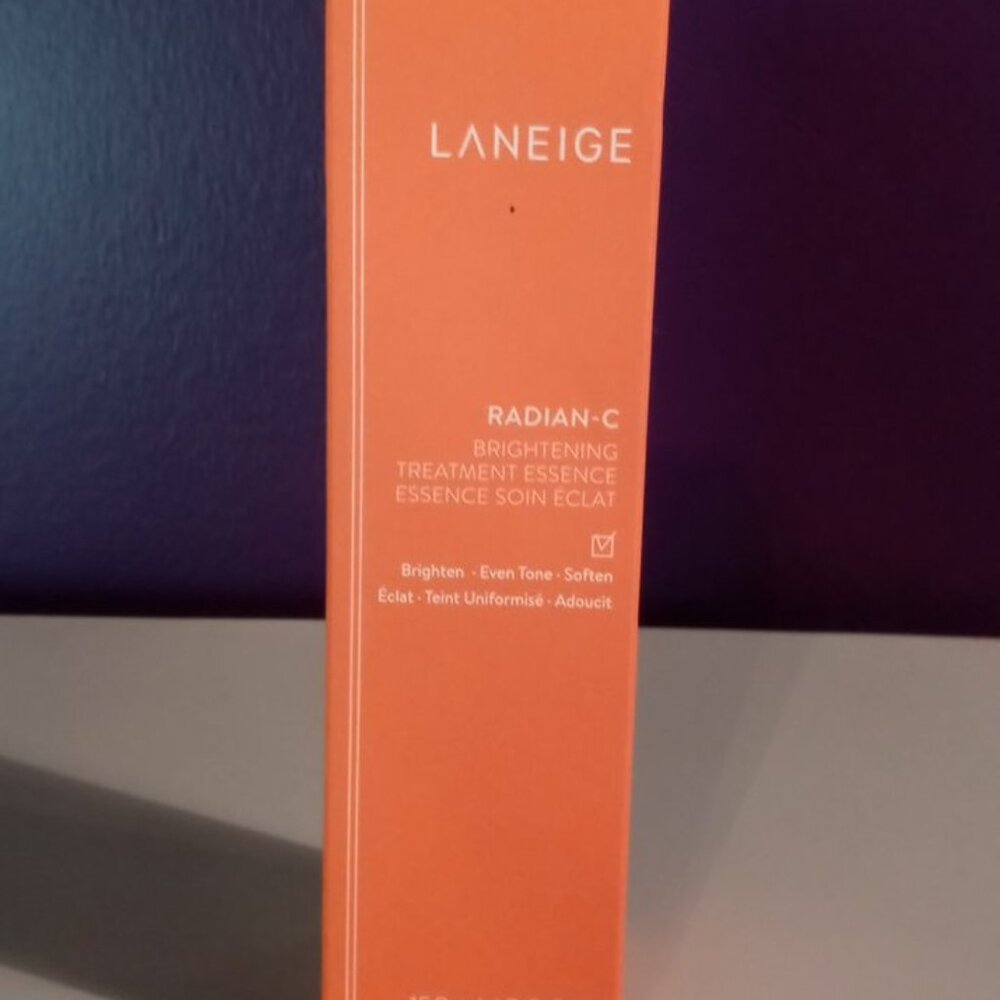 LANEIGE
RADIAN-C
BRIGHTENING
TREATMENT ESSENCE
ESSENCE SOIN ÉCLAT
Brighten · Even Tone · Soften
Éclat · Teint Uniformisé · Adoucit